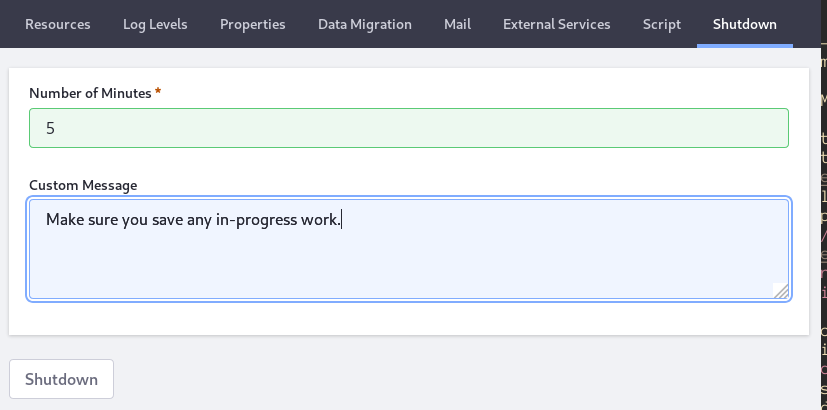 Resources Log Levels Properties Data Migration Mail External Services Script Shutdown
Number of Minutes *
5
Custom Message
Make sure you save any in-progress work.
Shutdown